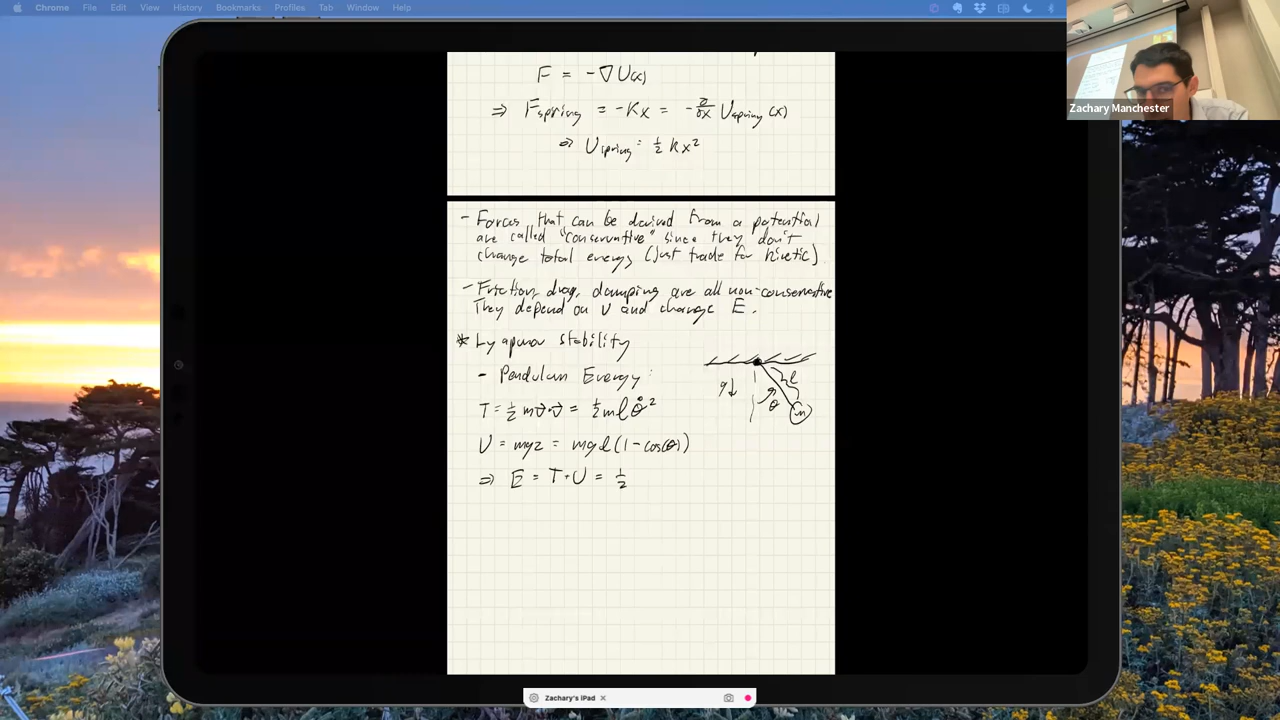 Chrome File Edit View History Bookmarks Profiles Tab Window Help
Zachary Manchester
F = -∇U(x)
⇒ Fspring = -Kx = -∂/∂x Uspring(x)
⇒ Uspring = ½ kx²
- Forces that can be derived from a potential
are called "conservative" since they don't
change total energy (just trade for kinetic)
- Friction, drag, damping are all non-conservative
They depend on v and change E.
* Lyapunov stability
- Pendulum Energy:
T = ½ m v⃗·v⃗ = ½ m l θ̇²
U = mgz = mgl(1-cos(θ))
⇒ E = T+U = ½
g↓
l
θ
m
Zachary's iPad